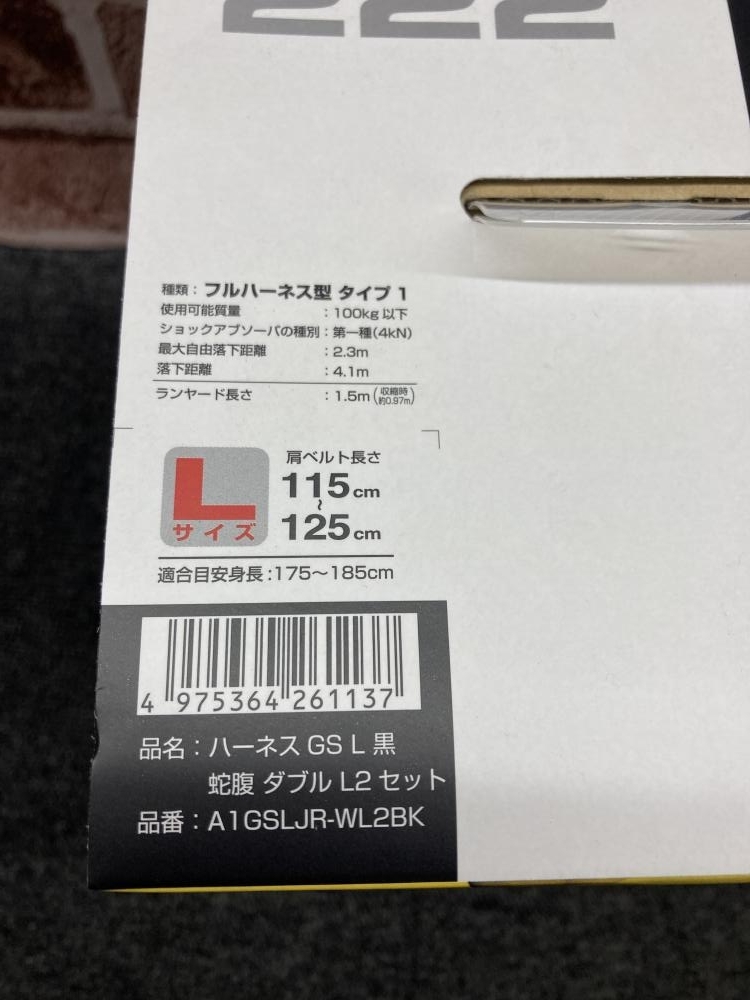 222
種類：フルハーネス型 タイプ1
使用可能質量 ：100kg以下
ショックアブソーバの種別：第一種(4kN)
最大自由落下距離 ：2.3m
落下距離 ：4.1m
ランヤード長さ ：1.5m(収縮時約0.97m)
L
サイズ
肩ベルト長さ
115cm
～
125cm
適合目安身長：175～185cm
4 975364 261137
品名：ハーネス GS L 黒
蛇腹 ダブル L2 セット
品番：A1GSLJR-WL2BK